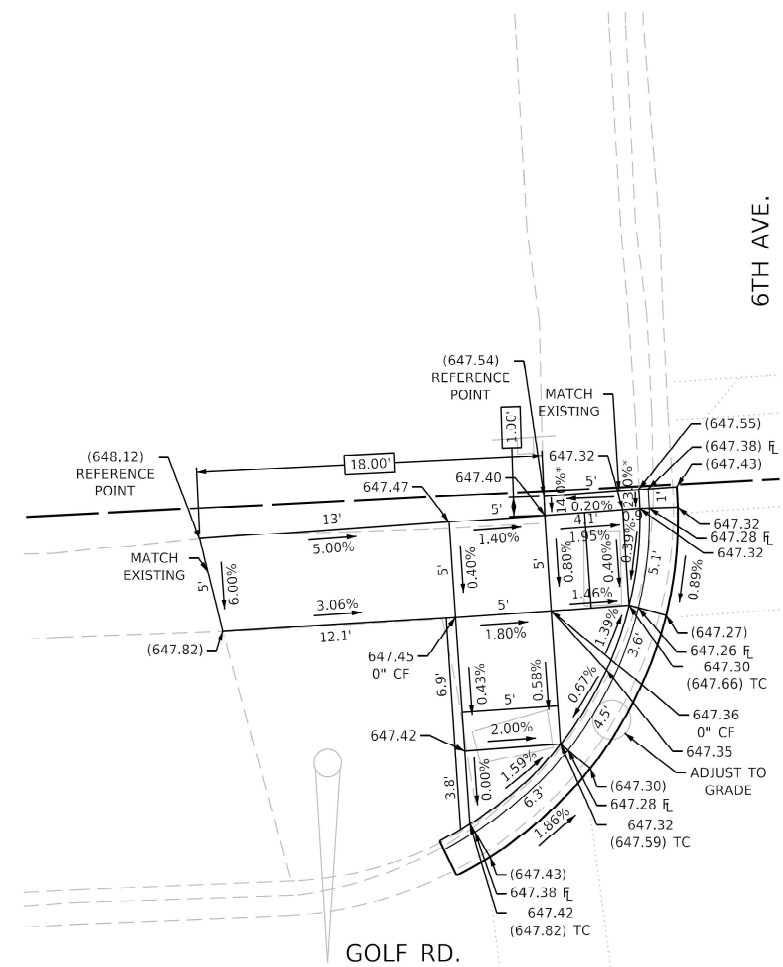 6TH AVE.
(647.54)
REFERENCE
POINT
MATCH
EXISTING
1.00'
(647.55)
(647.38) FL
(647.43)
(648.12)
REFERENCE
POINT
18.00'
647.32
647.40
647.47
14.0%*
5'
0.20%
13'
5.00%
5'
1.40%
4.1'
1.95%
1'
647.32
647.28 FL
647.32
MATCH
EXISTING
5'
6.00%
0.40%
5'
0.80%
0.40%
0.39%
5.1'
0.89%
3.06%
12.1'
5'
1.80%
1.46%
(647.82)
647.45
0" CF
6.9'
0.43%
0.58%
5'
1.39%
3.6'
0.67%
4.5'
(647.27)
647.26 FL
647.30
(647.66) TC
647.36
0" CF
647.35
ADJUST TO
GRADE
647.42
2.00%
3.8'
0.00%
1.59%
6.3'
1.86%
(647.30)
647.28 FL
647.32
(647.59) TC
(647.43)
647.38 FL
647.42
(647.82) TC
GOLF RD.